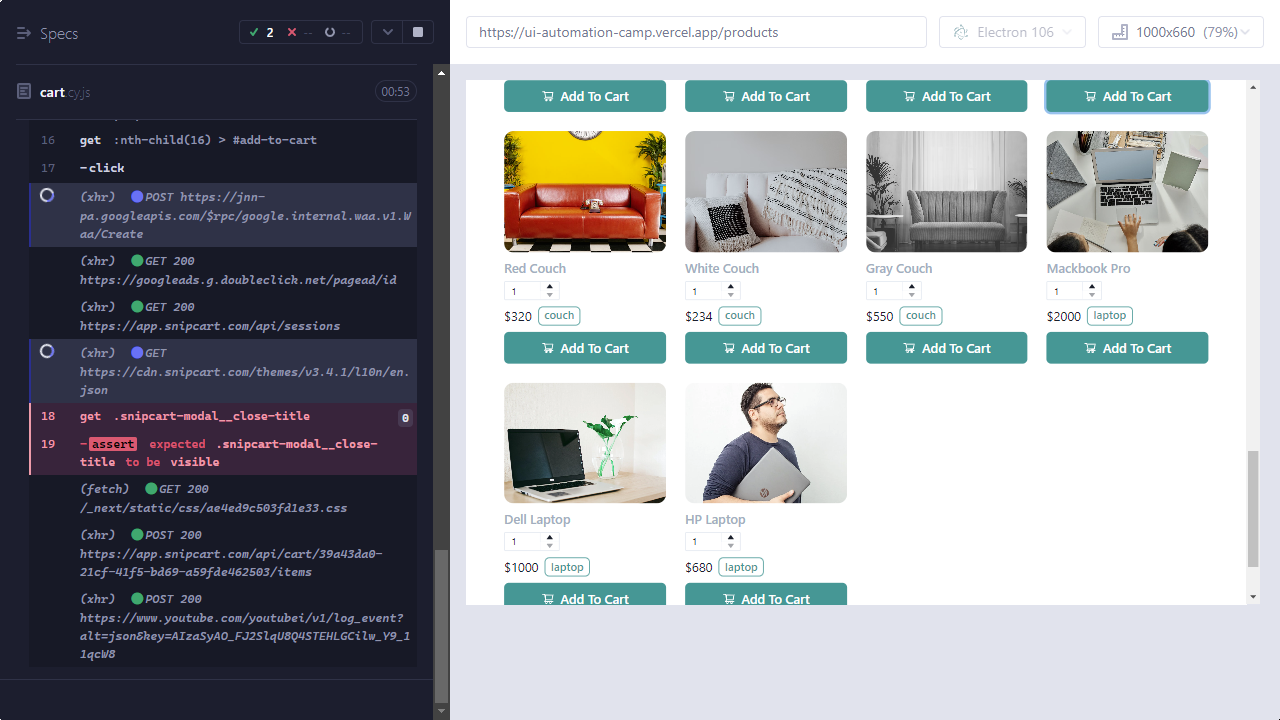 Specs
2
--
--
https://ui-automation-camp.vercel.app/products
Electron 106
1000x660 (79%)
cart.cy.js
00:53
16 get :nth-child(16) > #add-to-cart
17 -click
(xhr) POST https://jnn-
pa.googleapis.com/$rpc/google.internal.waa.v1.W
aa/Create
(xhr) GET 200
https://googleads.g.doubleclick.net/pagead/id
(xhr) GET 200
https://app.snipcart.com/api/sessions
(xhr) GET
https://cdn.snipcart.com/themes/v3.4.1/l10n/en.
json
18 get .snipcart-modal__close-title 0
19 -assert expected .snipcart-modal__close-
title to be visible
(fetch) GET 200
/_next/static/css/ae4ed9c503fd1e33.css
(xhr) POST 200
https://app.snipcart.com/api/cart/39a43da0-
21cf-41f5-bd69-a59fde462503/items
(xhr) POST 200
https://www.youtube.com/youtubei/v1/log_event?
alt=json&key=AIzaSyAO_FJ2SlqU8Q4STEHLGCilw_Y9_1
1qcW8
Add To Cart
Add To Cart
Add To Cart
Add To Cart
Red Couch
1
$320 couch
Add To Cart
White Couch
1
$234 couch
Add To Cart
Gray Couch
1
$550 couch
Add To Cart
Mackbook Pro
1
$2000 laptop
Add To Cart
Dell Laptop
1
$1000 laptop
Add To Cart
HP Laptop
1
$680 laptop
Add To Cart